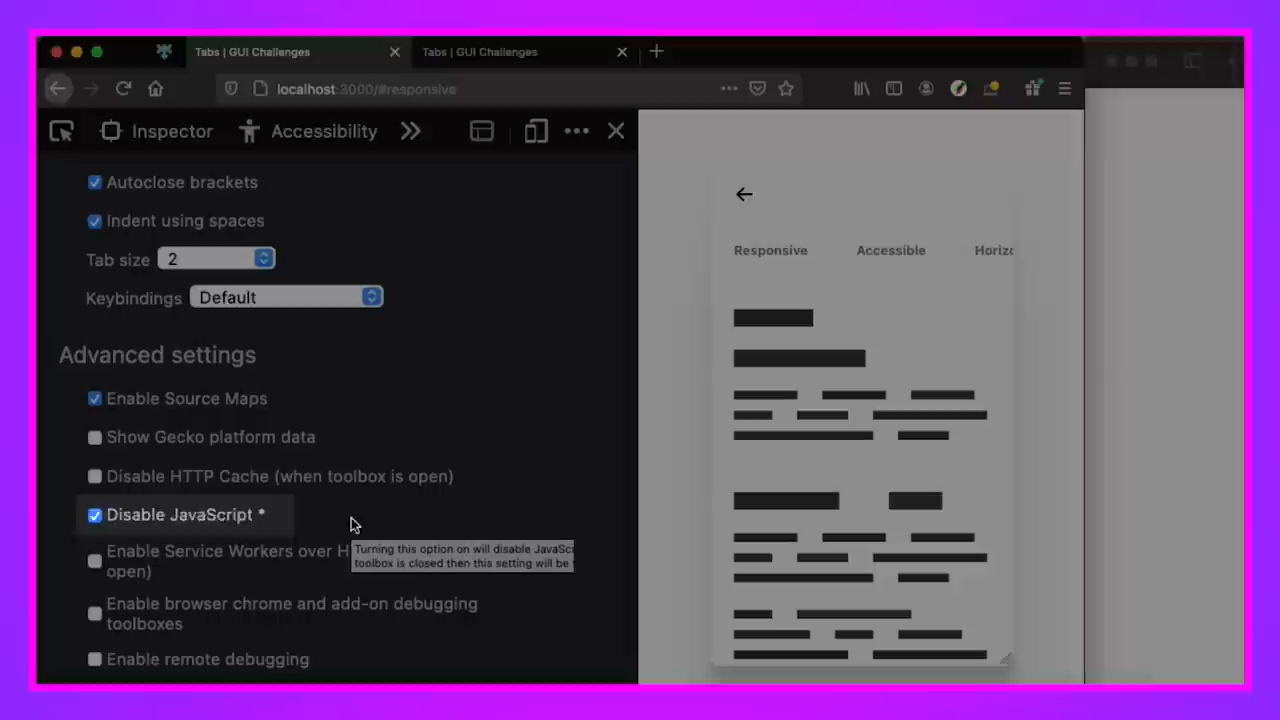 Tabs | GUI Challenges
Tabs | GUI Challenges
localhost:3000/#responsive
Inspector
Accessibility
Autoclose brackets
Indent using spaces
Tab size 2
Keybindings Default
Advanced settings
Enable Source Maps
Show Gecko platform data
Disable HTTP Cache (when toolbox is open)
Disable JavaScript *
Enable Service Workers over H
open)
Turning this option on will disable JavaSc
toolbox is closed then this setting will be
Enable browser chrome and add-on debugging
toolboxes
Enable remote debugging
Responsive Accessible Horizo